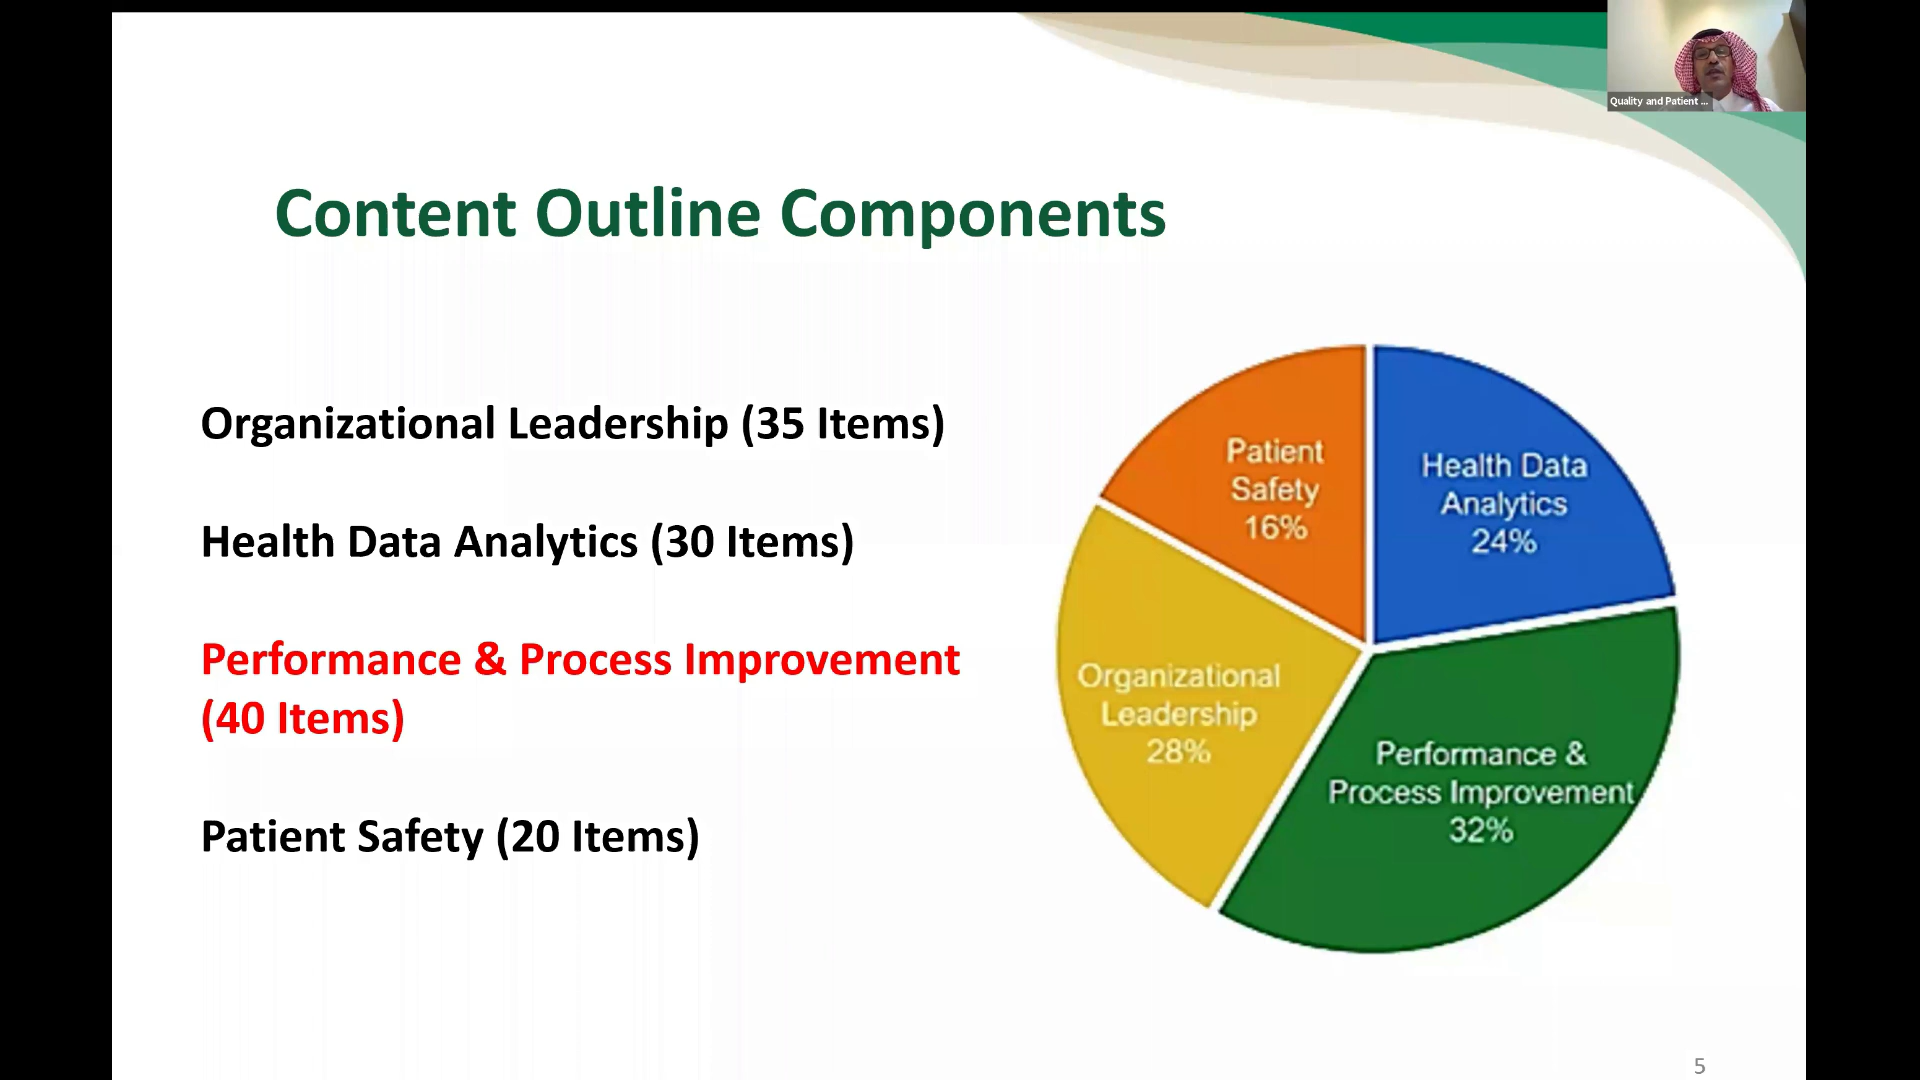 Quality and Patient ...
Content Outline Components
Organizational Leadership (35 Items)
Health Data Analytics (30 Items)
Performance & Process Improvement
(40 Items)
Patient Safety (20 Items)
Patient
Safety
16%
Health Data
Analytics
24%
Organizational
Leadership
28%
Performance &
Process Improvement
32%
5